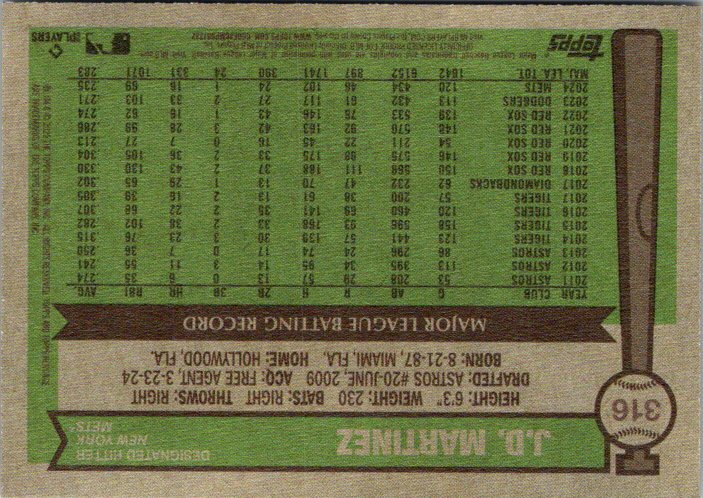 J.D. MARTINEZ
DESIGNATED HITTER
NEW YORK
METS™
316
HEIGHT: 6'3" WEIGHT: 230 BATS: RIGHT THROWS: RIGHT
DRAFTED: ASTROS #20-JUNE, 2009 ACQ: FREE AGENT, 3-23-24
BORN: 8-21-87, MIAMI, FLA. HOME: HOLLYWOOD, FLA.
MAJOR LEAGUE BATTING RECORD
YEAR CLUB G AB R H 2B 3B HR RBI AVG
2011 ASTROS 53 208 29 57 13 0 6 35 .274
2012 ASTROS 113 395 34 95 14 3 11 55 .241
2013 ASTROS 86 296 24 74 17 0 7 36 .250
2014 TIGERS 123 441 57 139 30 3 23 76 .315
2015 TIGERS 158 596 93 168 33 2 38 102 .282
2016 TIGERS 120 460 69 141 35 2 22 68 .307
2017 TIGERS 57 200 38 61 13 2 16 39 .305
2017 DIAMONDBACKS 62 232 47 70 13 1 29 65 .302
2018 RED SOX 150 569 111 188 37 2 43 130 .330
2019 RED SOX 146 575 98 175 33 2 36 105 .304
2020 RED SOX 54 211 22 45 16 0 7 27 .213
2021 RED SOX 148 570 92 163 42 3 28 99 .286
2022 RED SOX 139 533 76 146 43 1 16 62 .274
2023 DODGERS 113 432 61 117 27 2 33 103 .271
2024 METS 120 434 46 102 24 1 16 69 .235
MAJ. LEA. TOT. 1642 6152 897 1741 390 24 331 1071 .283
topps
PLAYERS